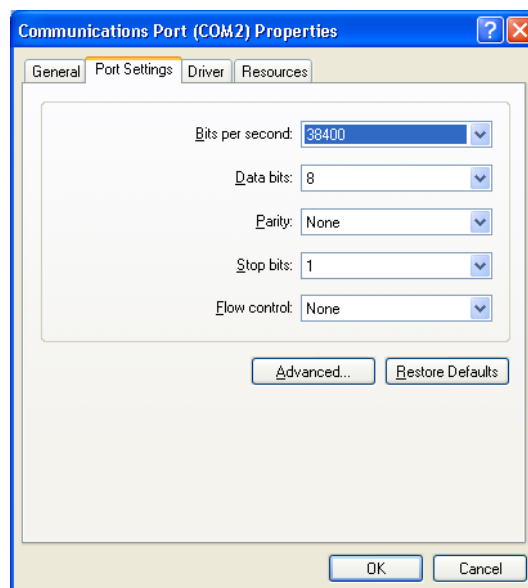 Communications Port (COM2) Properties
General Port Settings Driver Resources
Bits per second: 38400
Data bits: 8
Parity: None
Stop bits: 1
Flow control: None
Advanced... Restore Defaults
OK Cancel